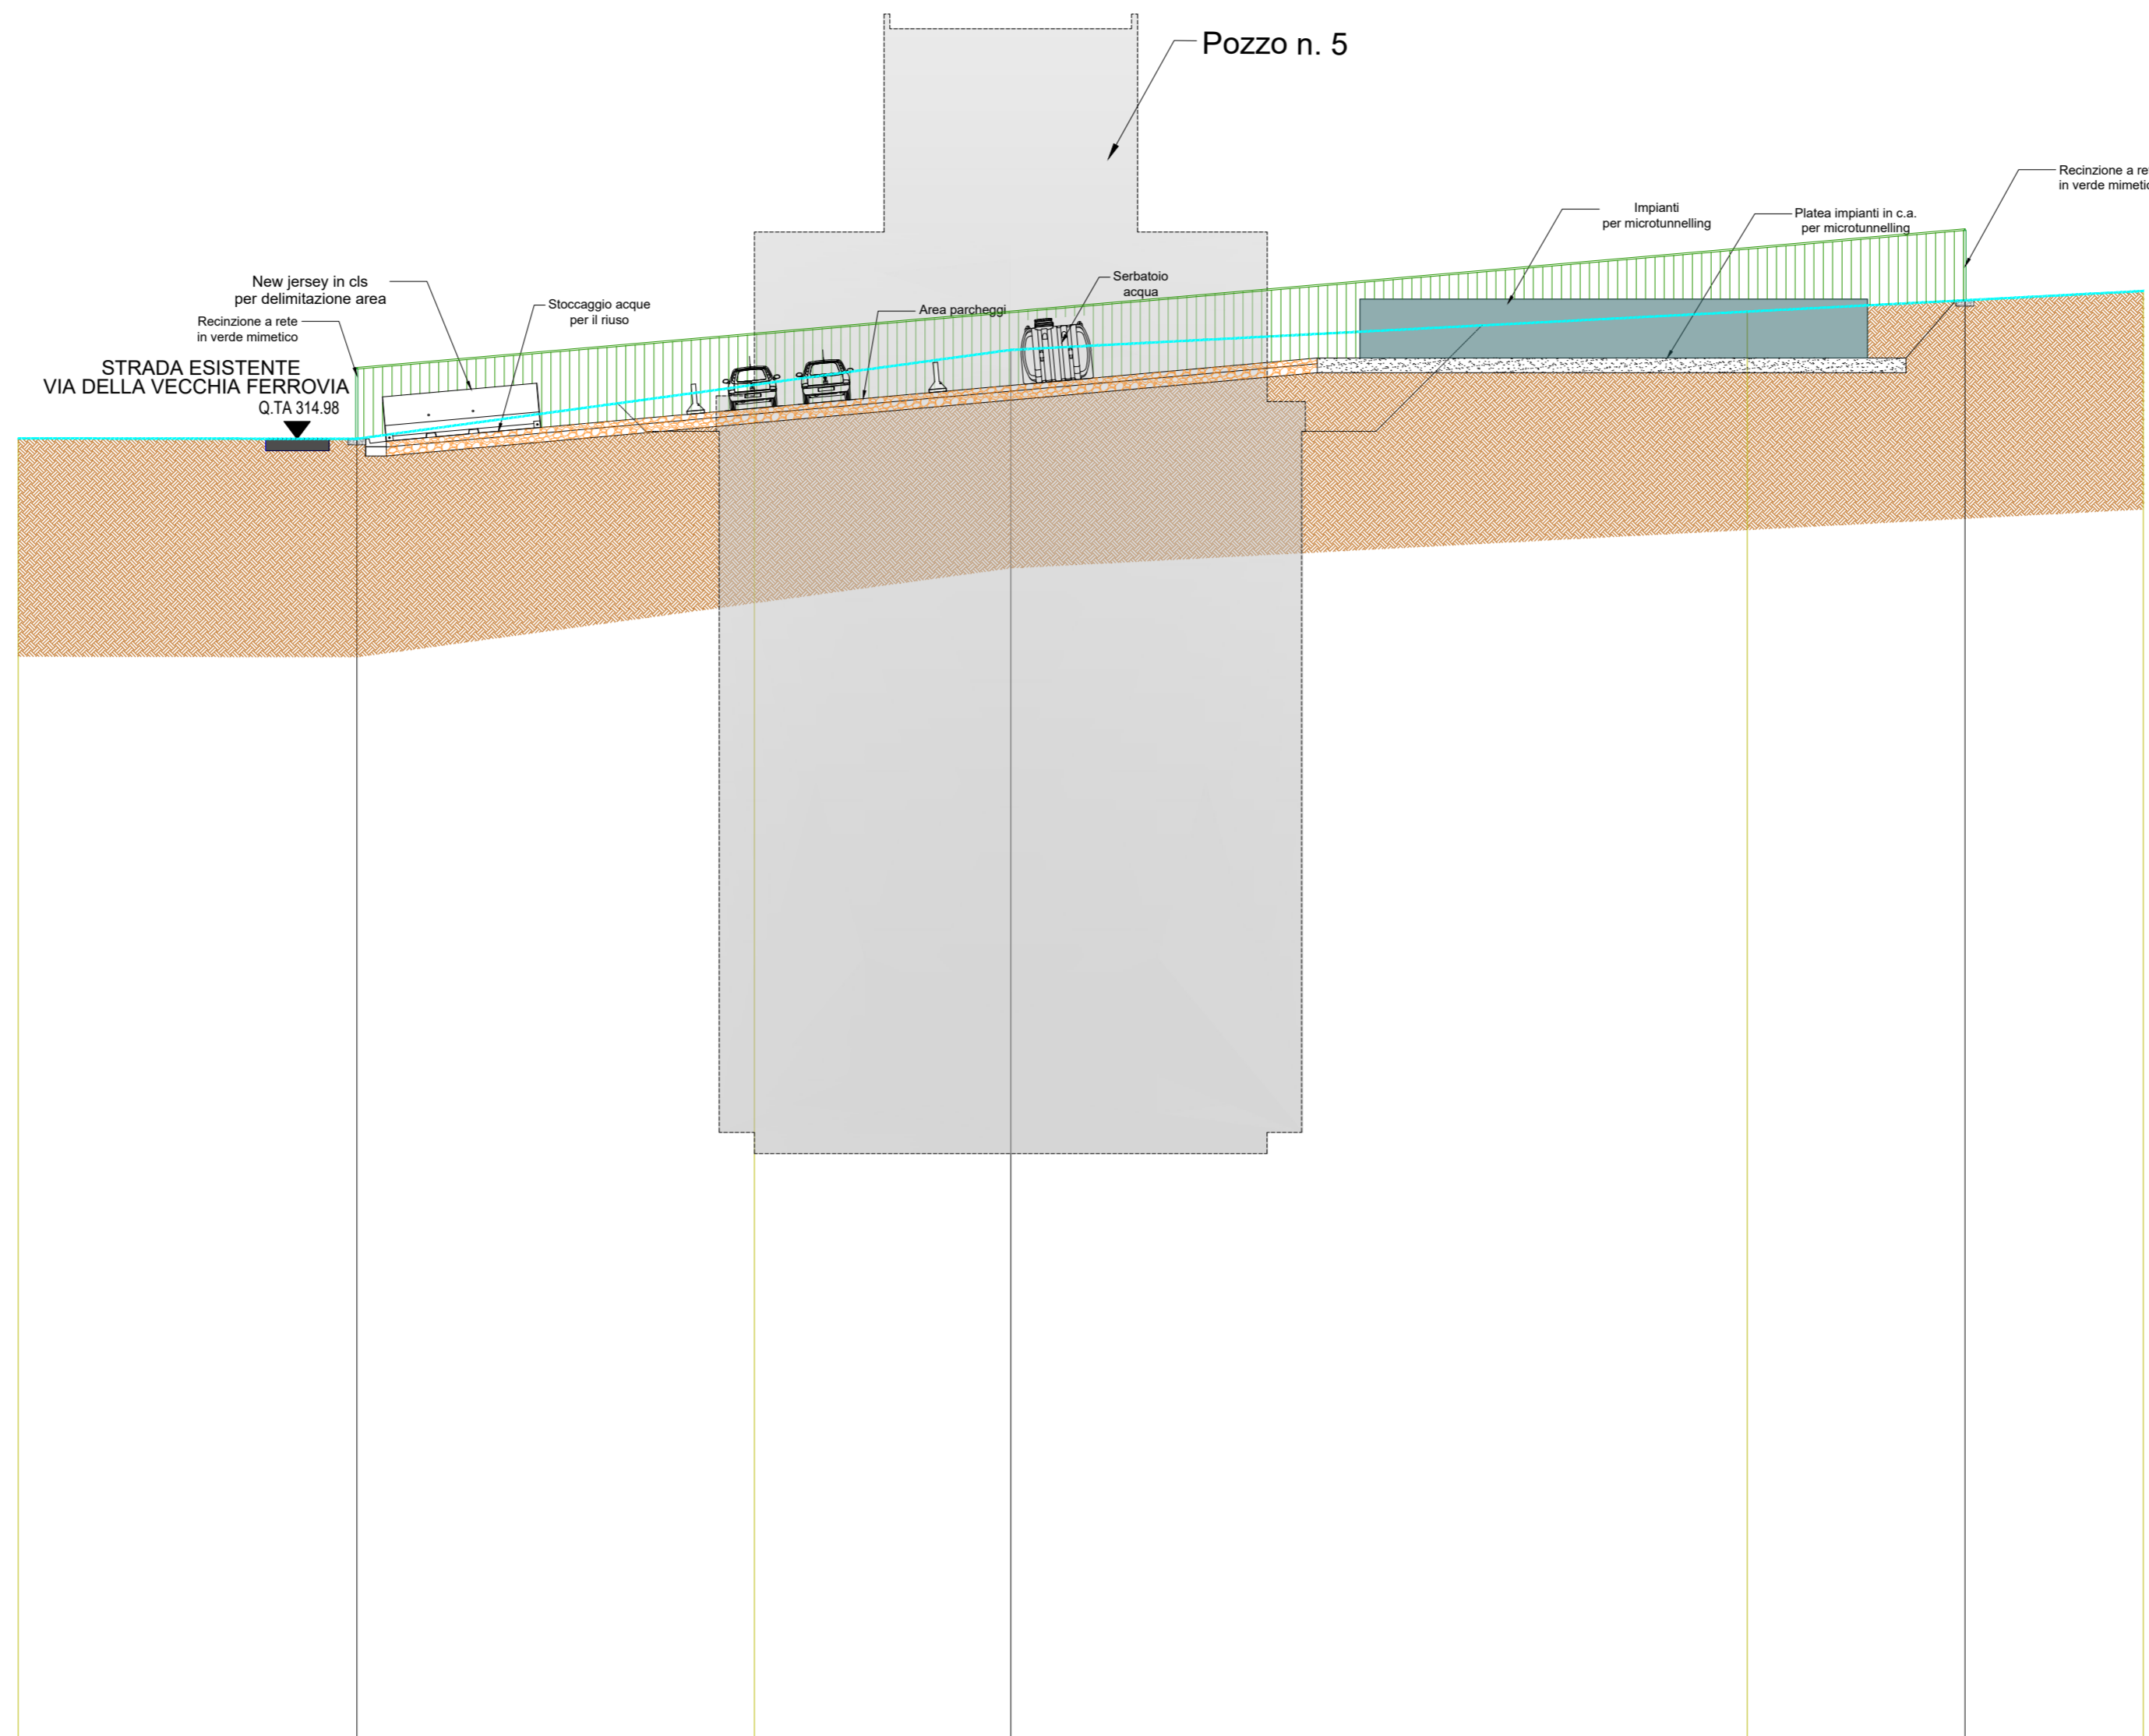 Pozzo n. 5
Recinzione a re
in verde mimetic
Impianti
per microtunnelling
Platea impianti in c.a.
per microtunnelling
Serbatoio
acqua
New jersey in cls
per delimitazione area
Stoccaggio acque
per il riuso
Area parcheggi
Recinzione a rete
in verde mimetico
STRADA ESISTENTE
VIA DELLA VECCHIA FERROVIA
Q.TA 314.98